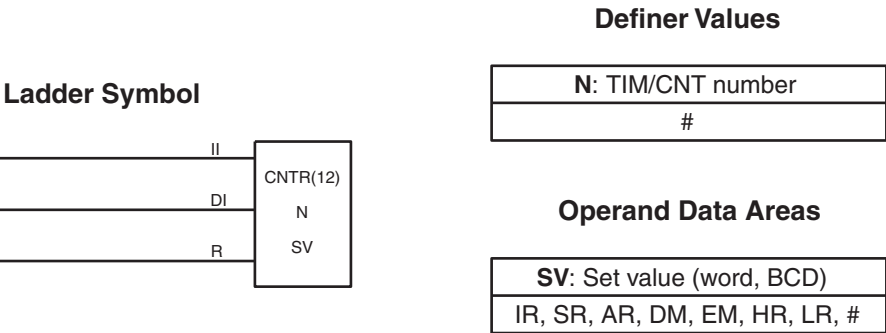 Ladder Symbol
II
DI
R
CNTR(12)
N
SV
Definer Values
N: TIM/CNT number
#
Operand Data Areas
SV: Set value (word, BCD)
IR, SR, AR, DM, EM, HR, LR, #